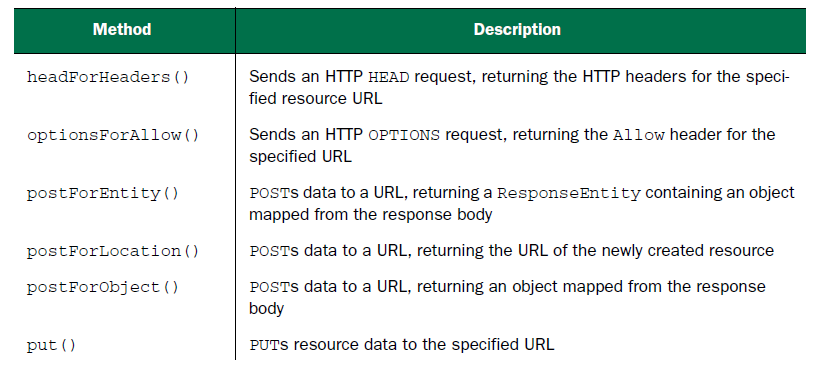 Method Description
headForHeaders() Sends an HTTP HEAD request, returning the HTTP headers for the speci-
fied resource URL
optionsForAllow() Sends an HTTP OPTIONS request, returning the Allow header for the
specified URL
postForEntity() POSTs data to a URL, returning a ResponseEntity containing an object
mapped from the response body
postForLocation() POSTs data to a URL, returning the URL of the newly created resource
postForObject() POSTs data to a URL, returning an object mapped from the response
body
put() PUTs resource data to the specified URL